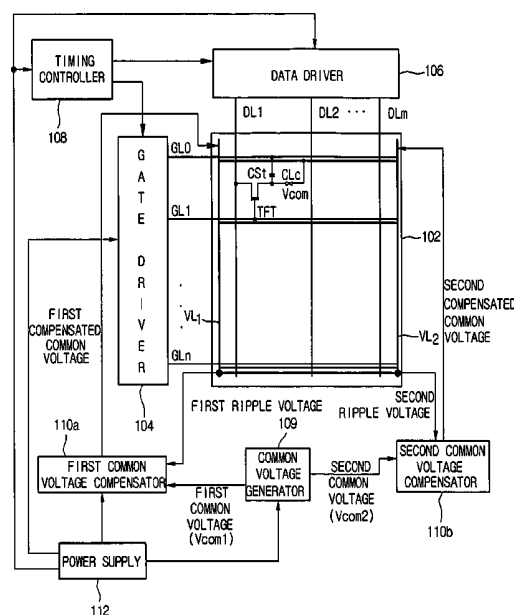 TIMING
CONTROLLER
108
DATA DRIVER
106
DL1
DL2 ···
DLm
GATE DRIVER
104
GL0
CSt
CLc
Vcom
GL1
TFT
102
VL1
VL2
GLn
FIRST
COMPENSATED
COMMON
VOLTAGE
SECOND
COMPENSATED
COMMON
VOLTAGE
FIRST RIPPLE VOLTAGE
SECOND
RIPPLE VOLTAGE
110a
FIRST COMMON
VOLTAGE COMPENSATOR
109
COMMON
VOLTAGE
GENERATOR
FIRST
COMMON
VOLTAGE
(Vcom1)
SECOND
COMMON
VOLTAGE
(Vcom2)
SECOND COMMON
VOLTAGE
COMPENSATOR
110b
POWER SUPPLY
112